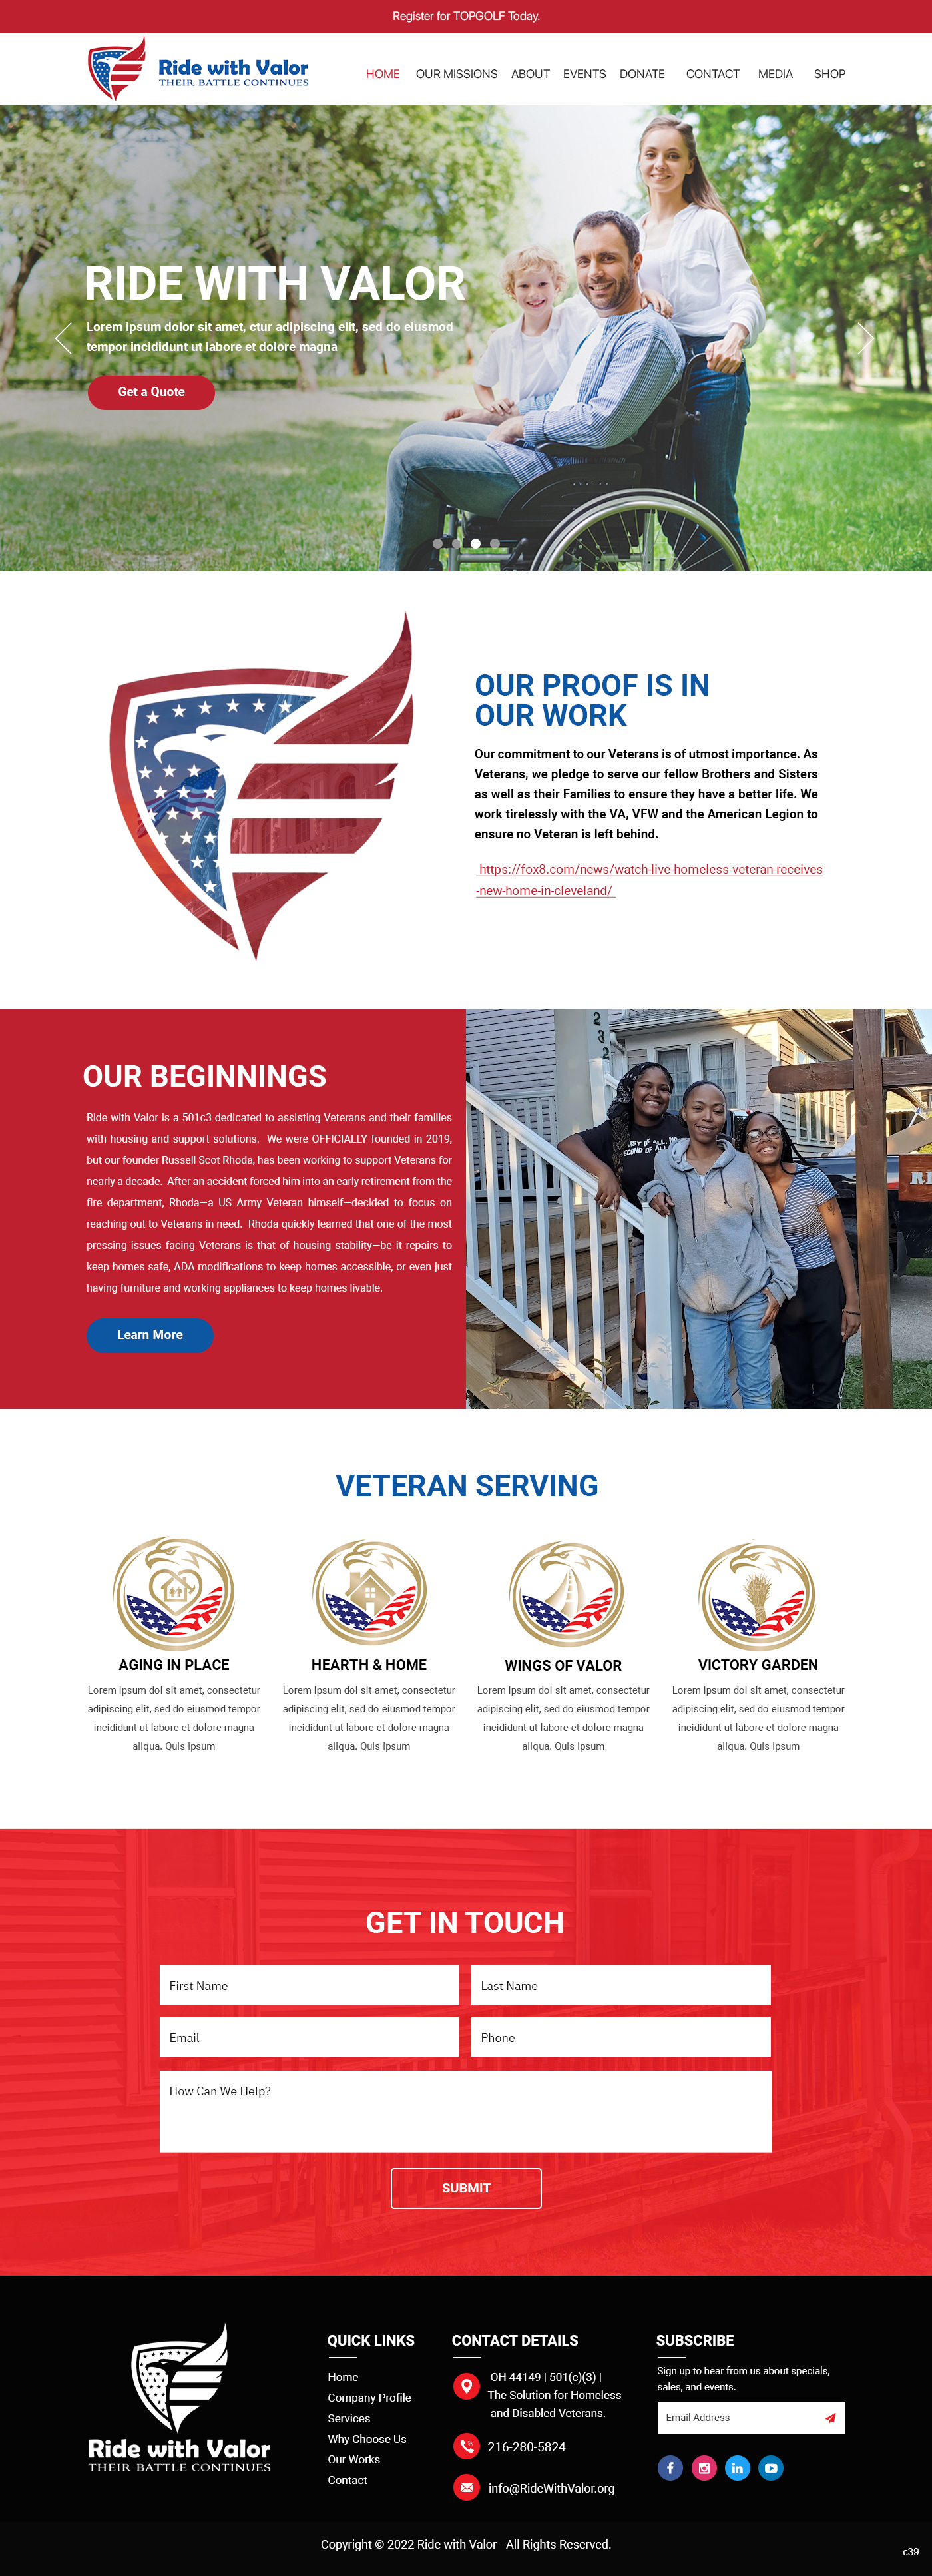 Register for TOPGOLF Today.
Ride with Valor
THEIR BATTLE CONTINUES
HOME OUR MISSIONS ABOUT EVENTS DONATE CONTACT MEDIA SHOP
RIDE WITH VALOR
Lorem ipsum dolor sit amet, ctur adipiscing elit, sed do eiusmod
tempor incididunt ut labore et dolore magna
Get a Quote
OUR PROOF IS IN
OUR WORK
Our commitment to our Veterans is of utmost importance. As
Veterans, we pledge to serve our fellow Brothers and Sisters
as well as their Families to ensure they have a better life. We
work tirelessly with the VA, VFW and the American Legion to
ensure no Veteran is left behind.
https://fox8.com/news/watch-live-homeless-veteran-receives
-new-home-in-cleveland/
OUR BEGINNINGS
Ride with Valor is a 501c3 dedicated to assisting Veterans and their families
with housing and support solutions. We were OFFICIALLY founded in 2019,
but our founder Russell Scot Rhoda, has been working to support Veterans for
nearly a decade. After an accident forced him into an early retirement from the
fire department, Rhoda—a US Army Veteran himself—decided to focus on
reaching out to Veterans in need. Rhoda quickly learned that one of the most
pressing issues facing Veterans is that of housing stability—be it repairs to
keep homes safe, ADA modifications to keep homes accessible, or even just
having furniture and working appliances to keep homes livable.
Learn More
2
3
2
VETERAN SERVING
AGING IN PLACE
Lorem ipsum dol sit amet, consectetur
adipiscing elit, sed do eiusmod tempor
incididunt ut labore et dolore magna
aliqua. Quis ipsum
HEARTH & HOME
Lorem ipsum dol sit amet, consectetur
adipiscing elit, sed do eiusmod tempor
incididunt ut labore et dolore magna
aliqua. Quis ipsum
WINGS OF VALOR
Lorem ipsum dol sit amet, consectetur
adipiscing elit, sed do eiusmod tempor
incididunt ut labore et dolore magna
aliqua. Quis ipsum
VICTORY GARDEN
Lorem ipsum dol sit amet, consectetur
adipiscing elit, sed do eiusmod tempor
incididunt ut labore et dolore magna
aliqua. Quis ipsum
GET IN TOUCH
First Name
Last Name
Email
Phone
How Can We Help?
SUBMIT
Ride with Valor
THEIR BATTLE CONTINUES
QUICK LINKS
Home
Company Profile
Services
Why Choose Us
Our Works
Contact
CONTACT DETAILS
OH 44149 | 501(c)(3) |
The Solution for Homeless
and Disabled Veterans.
216-280-5824
info@RideWithValor.org
SUBSCRIBE
Sign up to hear from us about specials,
sales, and events.
Email Address
Copyright © 2022 Ride with Valor - All Rights Reserved.
c39